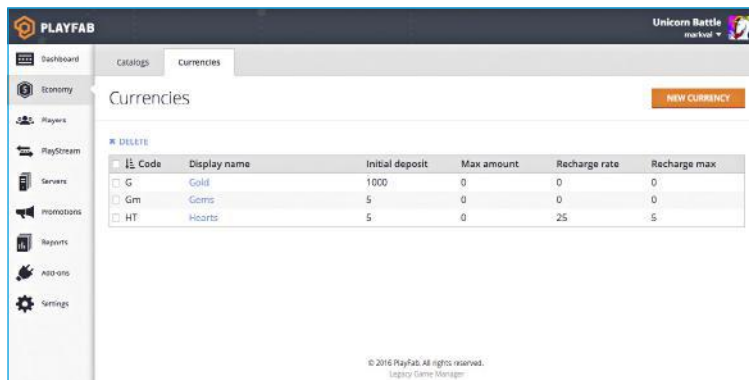 PLAYFAB
Unicorn Battle
markval
Dashboard
Economy
Players
PlayStream
Servers
Promotions
Reports
Add-ons
Settings
Catalogs Currencies
Currencies
NEW CURRENCY
DELETE
Code Display name Initial deposit Max amount Recharge rate Recharge max
G Gold 1000 0 0 0
Gm Gems 5 0 0 0
HT Hearts 5 0 25 5
© 2016 PlayFab. All rights reserved.
Legacy Game Manager